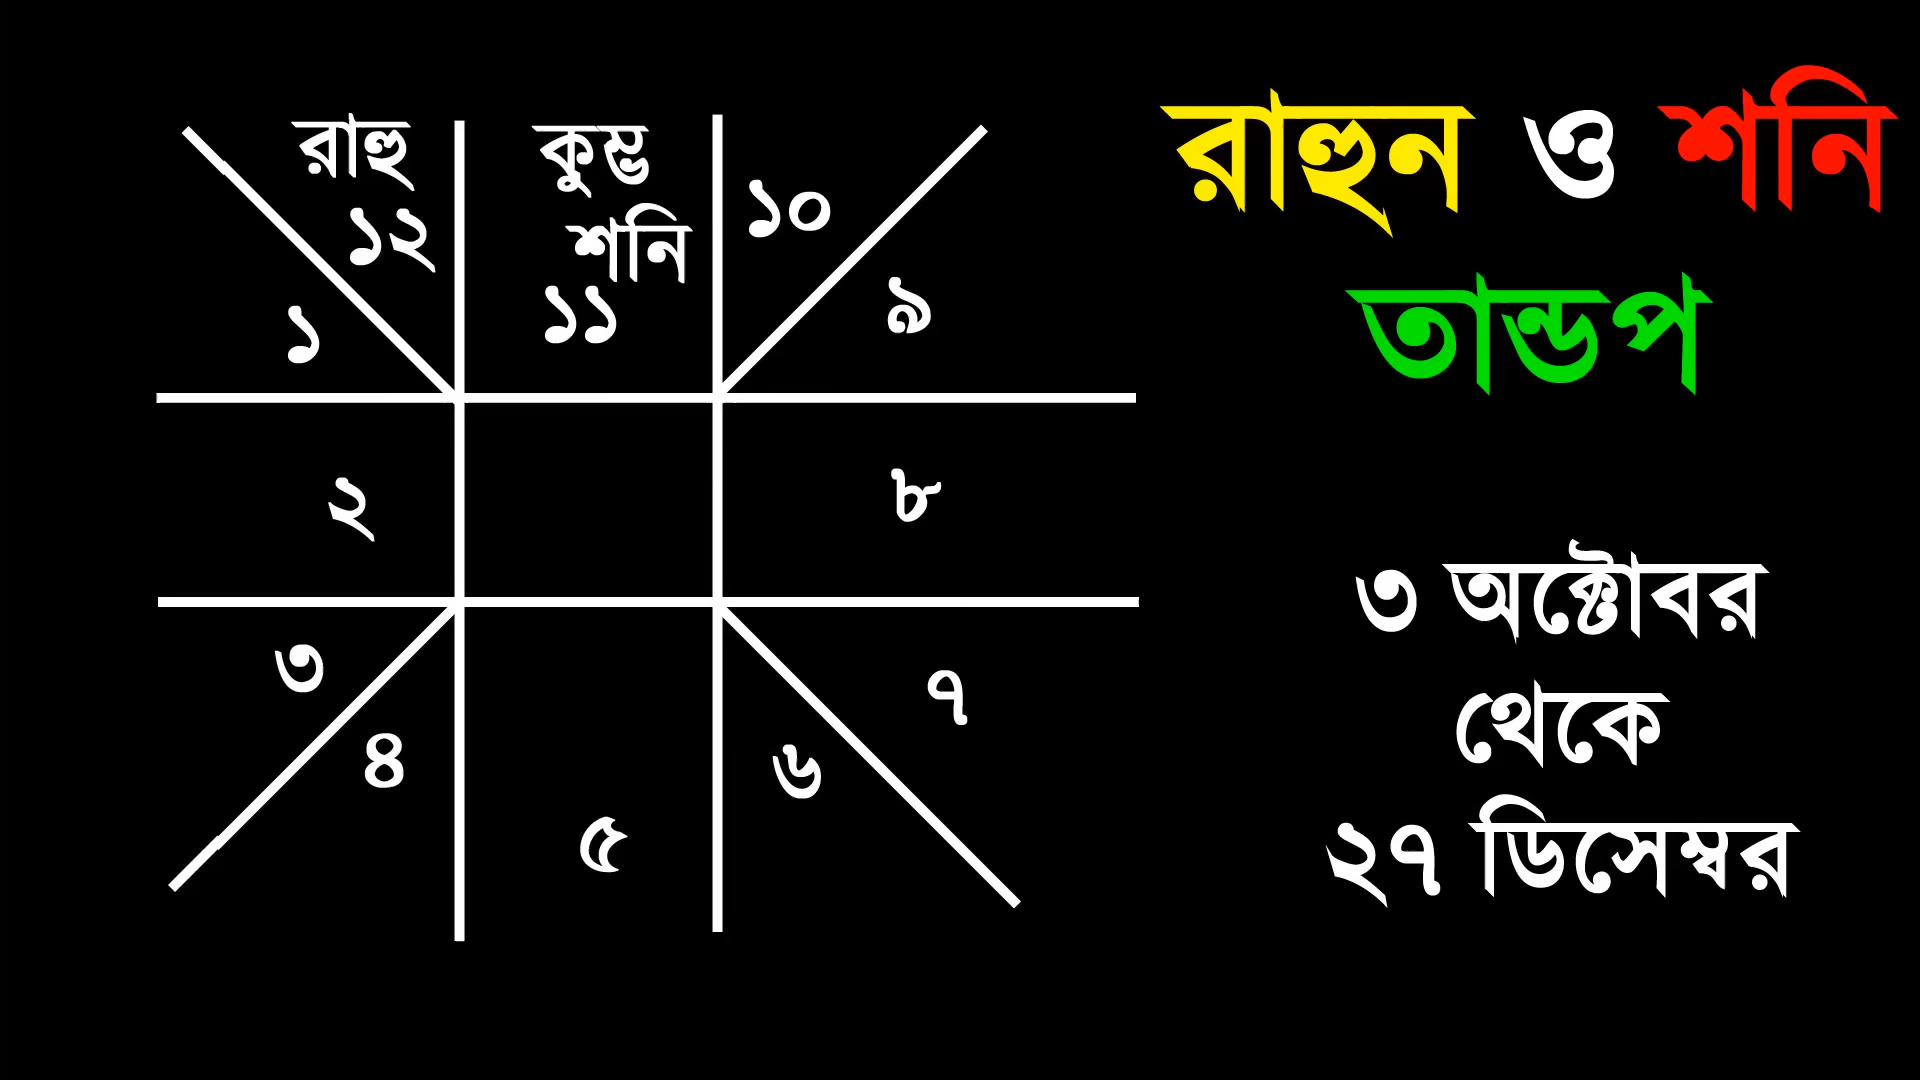 রাহুন ও শনি
তান্ডপ
৩ অক্টোবর
থেকে
২৭ ডিসেম্বর
রাহু
১২
কুম্ভ
শনি
১১
১০
৯
১
২
৮
৩
৪
৫
৬
৭